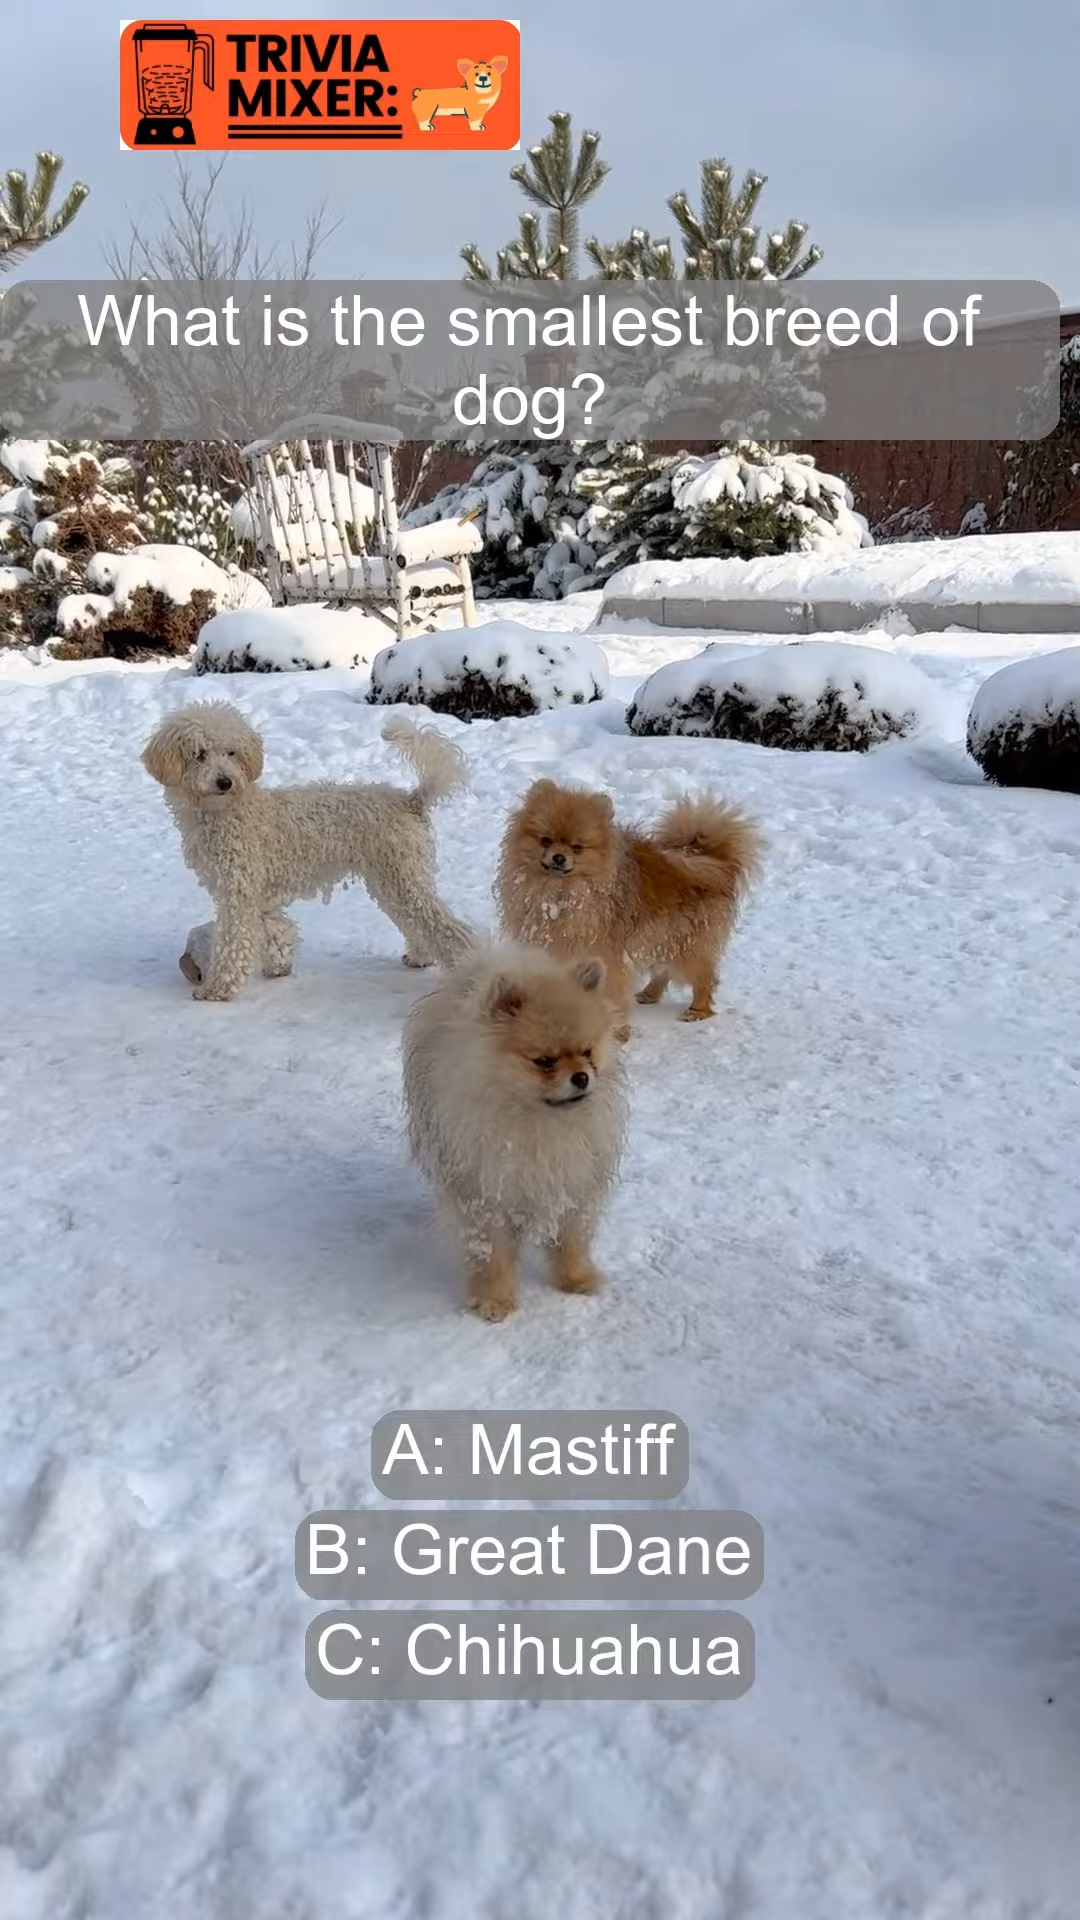 TRIVIA
MIXER:
What is the smallest breed of
dog?
A: Mastiff
B: Great Dane
C: Chihuahua